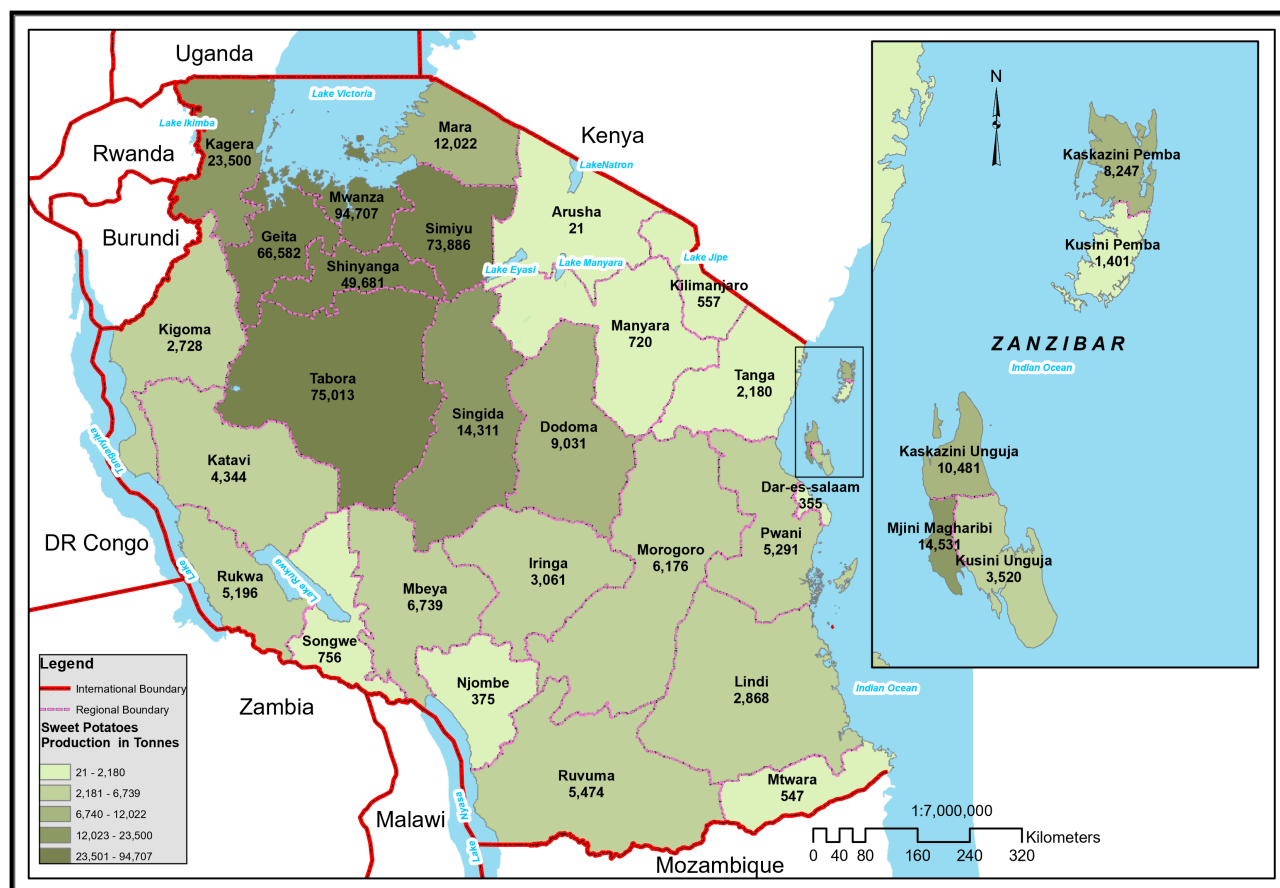 Uganda
Lake Victoria
Lake Ikimba
Kagera
23,500
Mara
12,022
Kenya
Rwanda
LakeNatron
Mwanza
94,707
Arusha
21
Burundi
Geita
66,582
Simiyu
73,886
Shinyanga
49,681
Lake Eyasi
Lake Manyara
Lake Jipe
Kilimanjaro
557
Kigoma
2,728
Manyara
720
Tabora
75,013
Tanga
2,180
Singida
14,311
Dodoma
9,031
Lake Tanganyika
Katavi
4,344
Dar-es-salaam
355
Pwani
5,291
DR Congo
Rukwa
5,196
Lake Rukwa
Mbeya
6,739
Iringa
3,061
Morogoro
6,176
Songwe
756
Njombe
375
Lindi
2,868
Indian Ocean
Zambia
Ruvuma
5,474
Mtwara
547
Malawi
Lake Nyasa
Mozambique
N
Kaskazini Pemba
8,247
Kusini Pemba
1,401
ZANZIBAR
Indian Ocean
Kaskazini Unguja
10,481
Mjini Magharibi
14,531
Kusini Unguja
3,520
Legend
International Boundary
Regional Boundary
Sweet Potatoes
Production in Tonnes
21 - 2,180
2,181 - 6,739
6,740 - 12,022
12,023 - 23,500
23,501 - 94,707
1:7,000,000
Kilometers
0 40 80 160 240 320